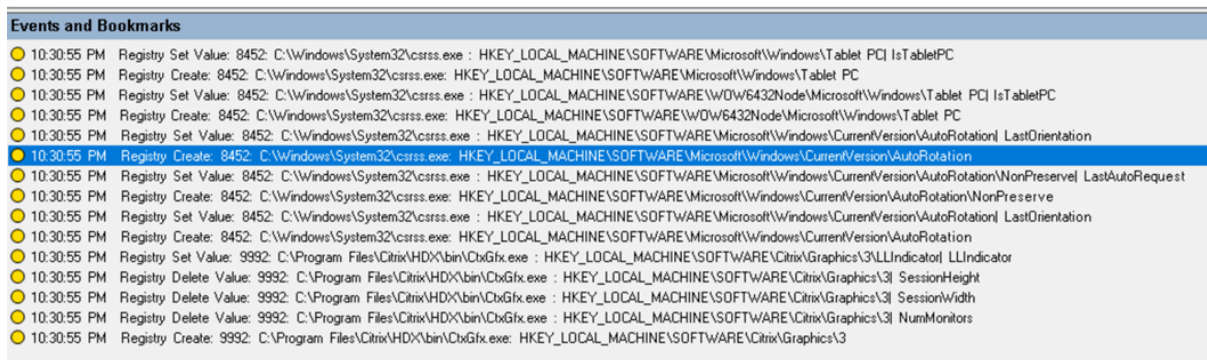 Events and Bookmarks
10:30:55 PM Registry Set Value: 8452: C:\Windows\System32\csrss.exe : HKEY_LOCAL_MACHINE\SOFTWARE\Microsoft\Windows\Tablet PC| IsTabletPC
10:30:55 PM Registry Create: 8452: C:\Windows\System32\csrss.exe: HKEY_LOCAL_MACHINE\SOFTWARE\Microsoft\Windows\Tablet PC
10:30:55 PM Registry Set Value: 8452: C:\Windows\System32\csrss.exe : HKEY_LOCAL_MACHINE\SOFTWARE\WOW6432Node\Microsoft\Windows\Tablet PC| IsTabletPC
10:30:55 PM Registry Create: 8452: C:\Windows\System32\csrss.exe: HKEY_LOCAL_MACHINE\SOFTWARE\WOW6432Node\Microsoft\Windows\Tablet PC
10:30:55 PM Registry Set Value: 8452: C:\Windows\System32\csrss.exe : HKEY_LOCAL_MACHINE\SOFTWARE\Microsoft\Windows\CurrentVersion\AutoRotation| LastOrientation
10:30:55 PM Registry Create: 8452: C:\Windows\System32\csrss.exe: HKEY_LOCAL_MACHINE\SOFTWARE\Microsoft\Windows\CurrentVersion\AutoRotation
10:30:55 PM Registry Set Value: 8452: C:\Windows\System32\csrss.exe : HKEY_LOCAL_MACHINE\SOFTWARE\Microsoft\Windows\CurrentVersion\AutoRotation\NonPreserve| LastAutoRequest
10:30:55 PM Registry Create: 8452: C:\Windows\System32\csrss.exe: HKEY_LOCAL_MACHINE\SOFTWARE\Microsoft\Windows\CurrentVersion\AutoRotation\NonPreserve
10:30:55 PM Registry Set Value: 8452: C:\Windows\System32\csrss.exe : HKEY_LOCAL_MACHINE\SOFTWARE\Microsoft\Windows\CurrentVersion\AutoRotation| LastOrientation
10:30:55 PM Registry Create: 8452: C:\Windows\System32\csrss.exe: HKEY_LOCAL_MACHINE\SOFTWARE\Microsoft\Windows\CurrentVersion\AutoRotation
10:30:55 PM Registry Set Value: 9992: C:\Program Files\Citrix\HDX\bin\CtxGfx.exe : HKEY_LOCAL_MACHINE\SOFTWARE\Citrix\Graphics\3\LLIndicator| LLIndicator
10:30:55 PM Registry Delete Value: 9992: C:\Program Files\Citrix\HDX\bin\CtxGfx.exe : HKEY_LOCAL_MACHINE\SOFTWARE\Citrix\Graphics\3| SessionHeight
10:30:55 PM Registry Delete Value: 9992: C:\Program Files\Citrix\HDX\bin\CtxGfx.exe : HKEY_LOCAL_MACHINE\SOFTWARE\Citrix\Graphics\3| SessionWidth
10:30:55 PM Registry Delete Value: 9992: C:\Program Files\Citrix\HDX\bin\CtxGfx.exe : HKEY_LOCAL_MACHINE\SOFTWARE\Citrix\Graphics\3| NumMonitors
10:30:55 PM Registry Create: 9992: C:\Program Files\Citrix\HDX\bin\CtxGfx.exe: HKEY_LOCAL_MACHINE\SOFTWARE\Citrix\Graphics\3